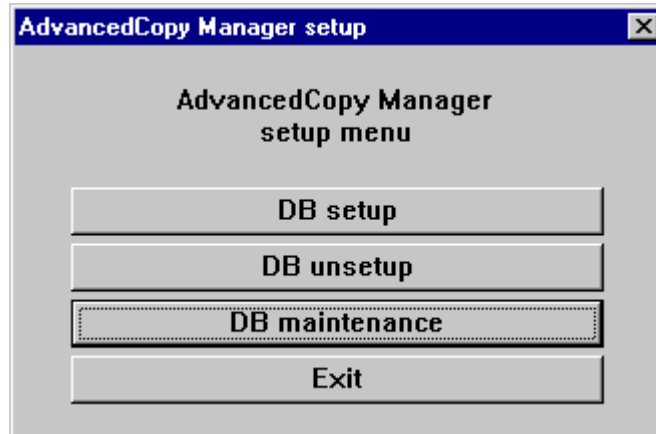 AdvancedCopy Manager setup
AdvancedCopy Manager
setup menu
DB setup
DB unsetup
DB maintenance
Exit